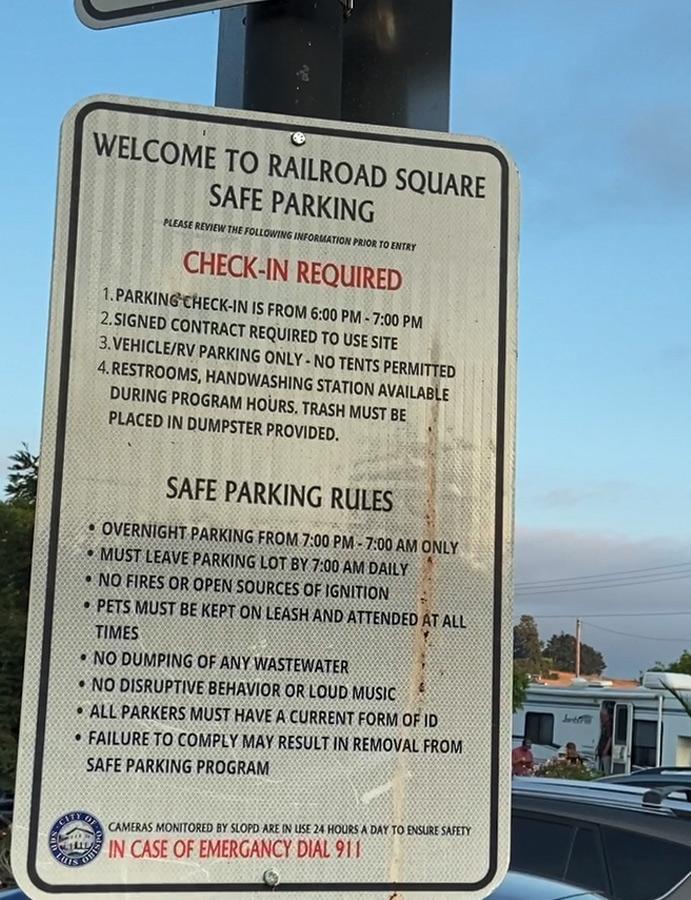 WELCOME TO RAILROAD SQUARE
SAFE PARKING
PLEASE REVIEW THE FOLLOWING INFORMATION PRIOR TO ENTRY
CHECK-IN REQUIRED
1. PARKING CHECK-IN IS FROM 6:00 PM - 7:00 PM
2. SIGNED CONTRACT REQUIRED TO USE SITE
3. VEHICLE/RV PARKING ONLY - NO TENTS PERMITTED
4. RESTROOMS, HANDWASHING STATION AVAILABLE
DURING PROGRAM HOURS. TRASH MUST BE
PLACED IN DUMPSTER PROVIDED.
SAFE PARKING RULES
• OVERNIGHT PARKING FROM 7:00 PM - 7:00 AM ONLY
• MUST LEAVE PARKING LOT BY 7:00 AM DAILY
• NO FIRES OR OPEN SOURCES OF IGNITION
• PETS MUST BE KEPT ON LEASH AND ATTENDED AT ALL
TIMES
• NO DUMPING OF ANY WASTEWATER
• NO DISRUPTIVE BEHAVIOR OR LOUD MUSIC
• ALL PARKERS MUST HAVE A CURRENT FORM OF ID
• FAILURE TO COMPLY MAY RESULT IN REMOVAL FROM
SAFE PARKING PROGRAM
CITY OF SAN LUIS OBISPO
CAMERAS MONITORED BY SLOPD ARE IN USE 24 HOURS A DAY TO ENSURE SAFETY
IN CASE OF EMERGANCY DIAL 911